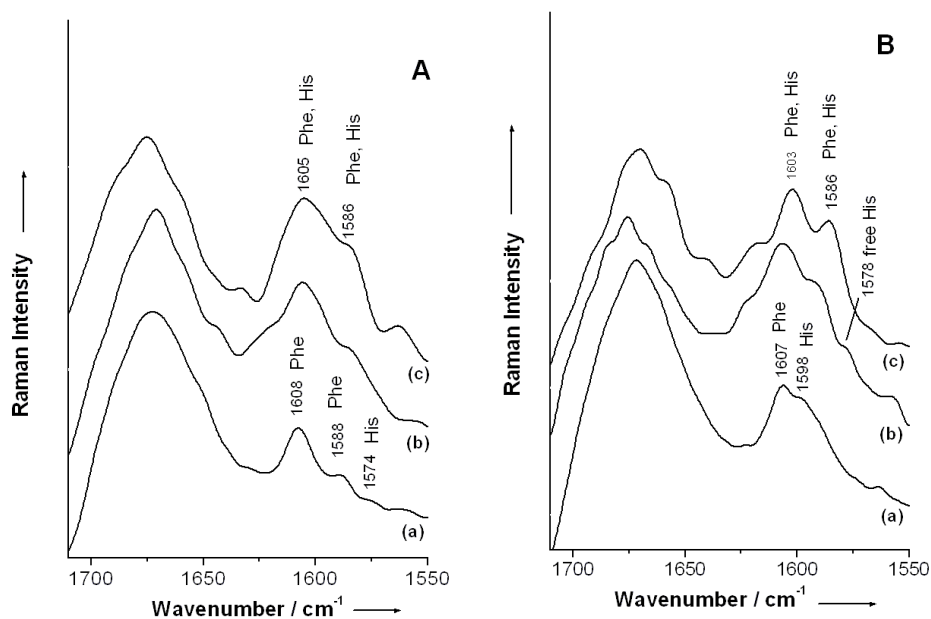 A
Raman Intensity
1605 Phe, His
1586 Phe, His
(c)
(b)
1608 Phe
1588 Phe
1574 His
(a)
1700 1650 1600 1550
Wavenumber / cm-1
B
Raman Intensity
1603 Phe, His
1586 Phe, His
1578 free His
(c)
1607 Phe
1598 His
(b)
(a)
1700 1650 1600 1550
Wavenumber / cm-1